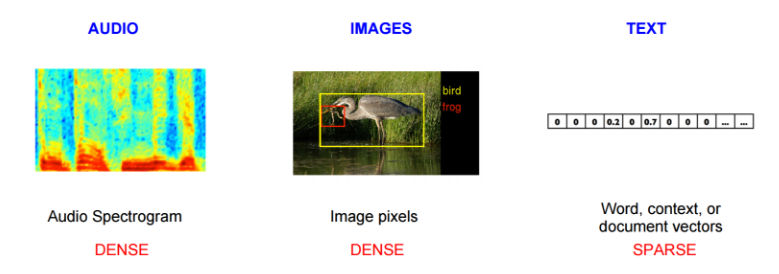 AUDIO
IMAGES
TEXT
bird
frog
0 0 0 0.2 0 0.7 0 0 0 ... ...
Audio Spectrogram
Image pixels
Word, context, or
document vectors
DENSE
DENSE
SPARSE